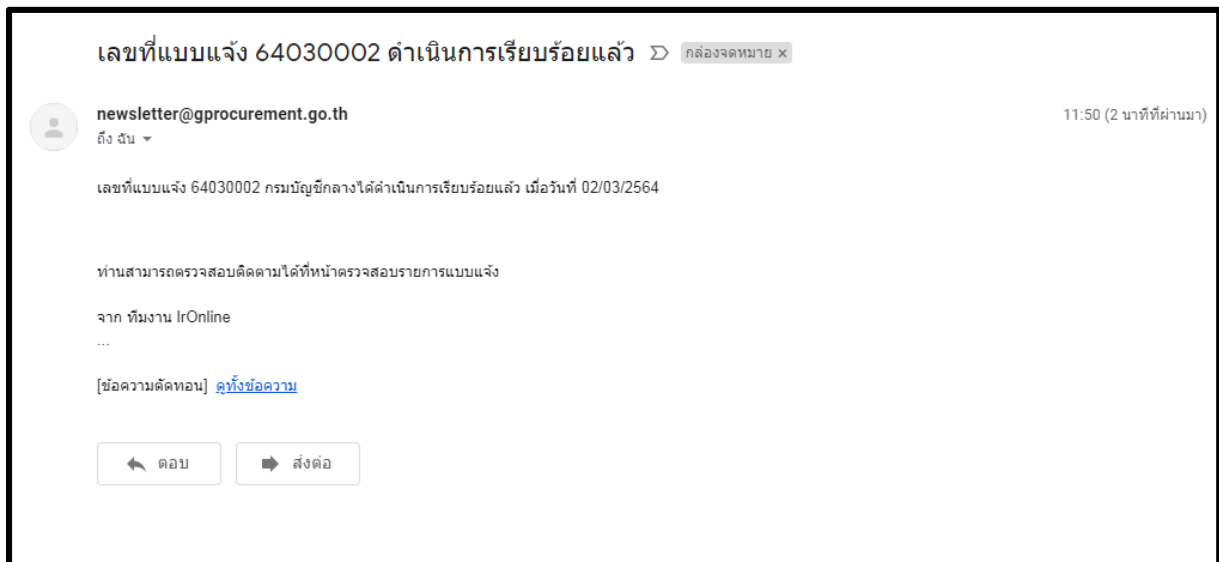 เลขที่แบบแจ้ง 64030002 ดำเนินการเรียบร้อยแล้ว กล่องจดหมาย x
newsletter@gprocurement.go.th 11:50 (2 นาทีที่ผ่านมา)
ถึง ฉัน
เลขที่แบบแจ้ง 64030002 กรมบัญชีกลางได้ดำเนินการเรียบร้อยแล้ว เมื่อวันที่ 02/03/2564
ท่านสามารถตรวจสอบติดตามได้ที่หน้าตรวจสอบรายการแบบแจ้ง
จาก ทีมงาน IrOnline
...
[ข้อความตัดทอน] ดูทั้งข้อความ
ตอบ ส่งต่อ